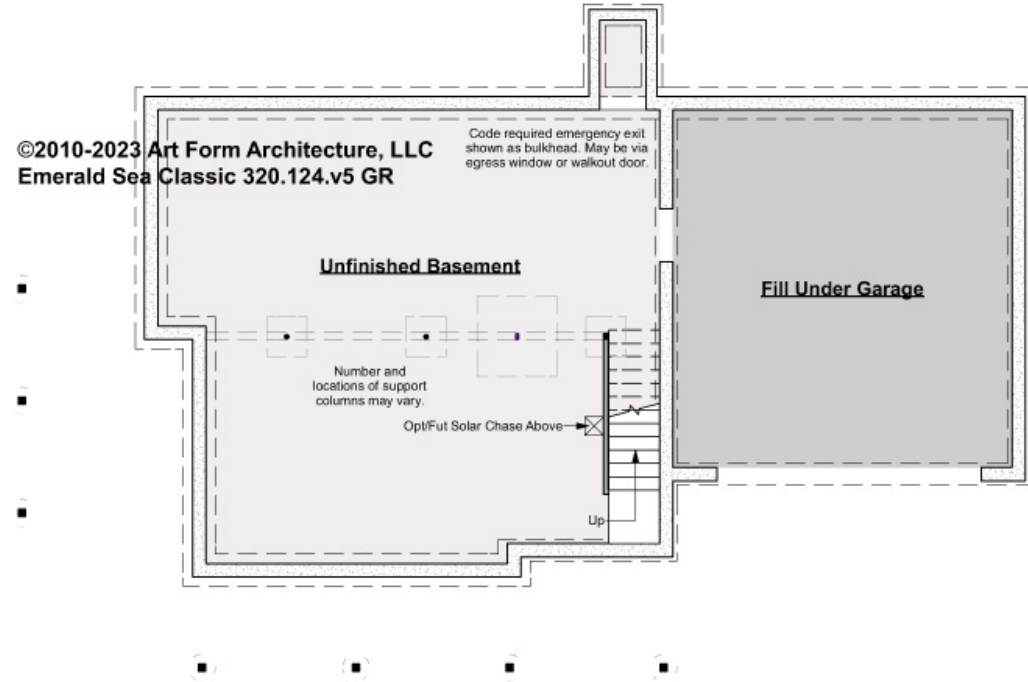 ©2010-2023 Art Form Architecture, LLC
Emerald Sea Classic 320.124.v5 GR
Code required emergency exit
shown as bulkhead. May be via
egress window or walkout door.
Unfinished Basement
Fill Under Garage
Number and
locations of support
columns may vary.
Opt/Fut Solar Chase Above
Up